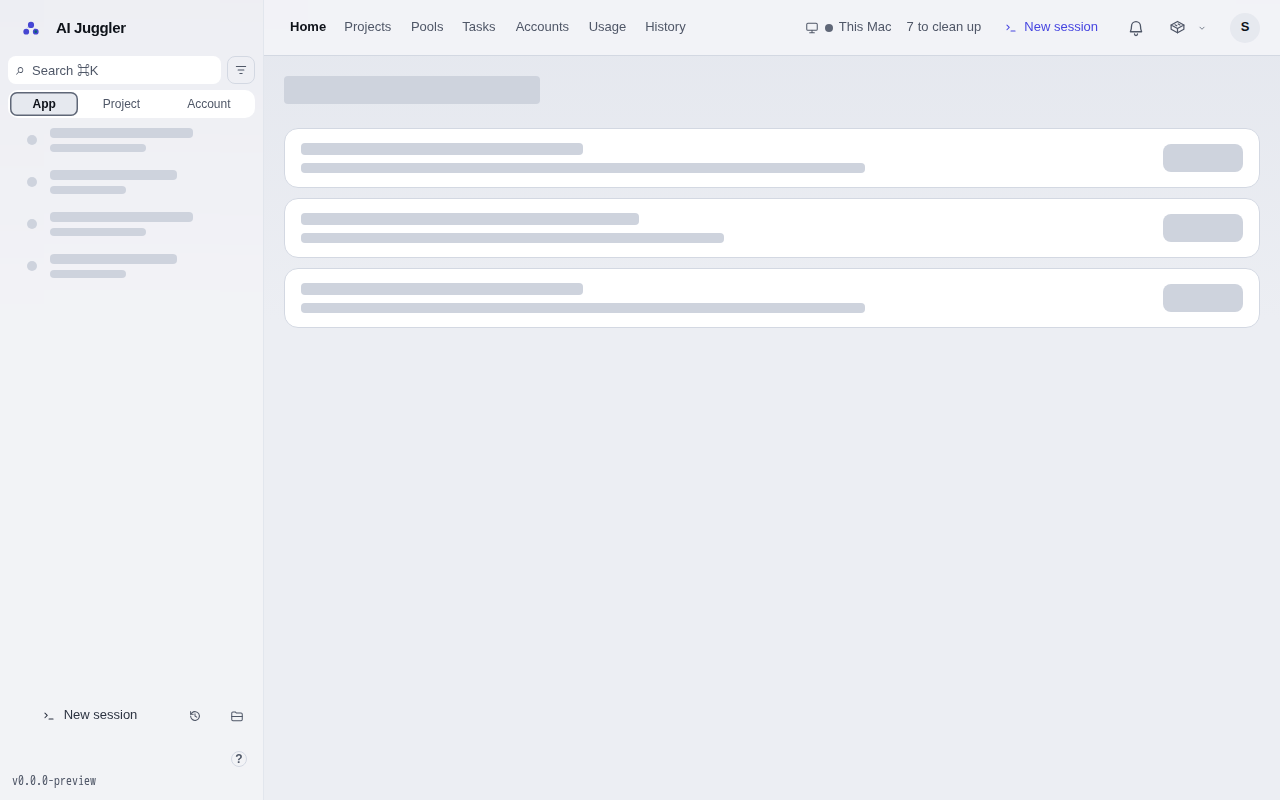 AI Juggler
Home Projects Pools Tasks Accounts Usage History
This Mac 7 to clean up New session S
Search ⌘K
App Project Account
New session
?
v0.0.0-preview